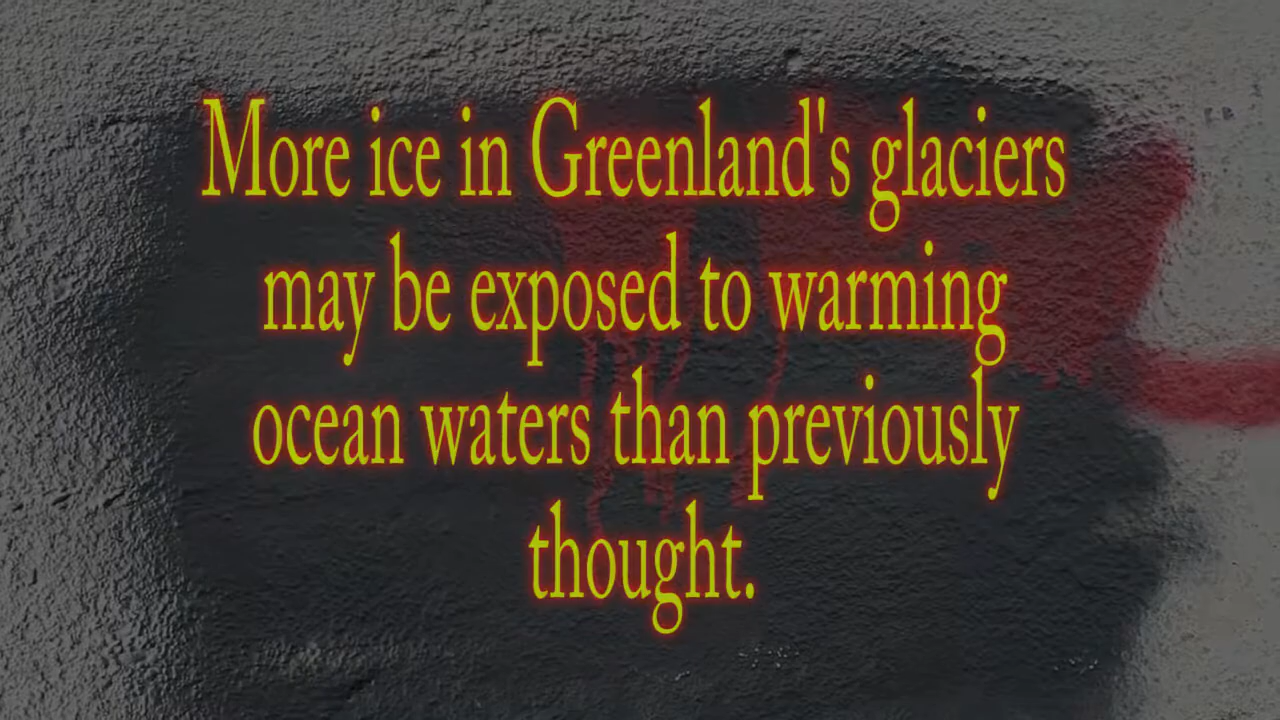 More ice in Greenland's glaciers
may be exposed to warming
ocean waters than previously
thought.